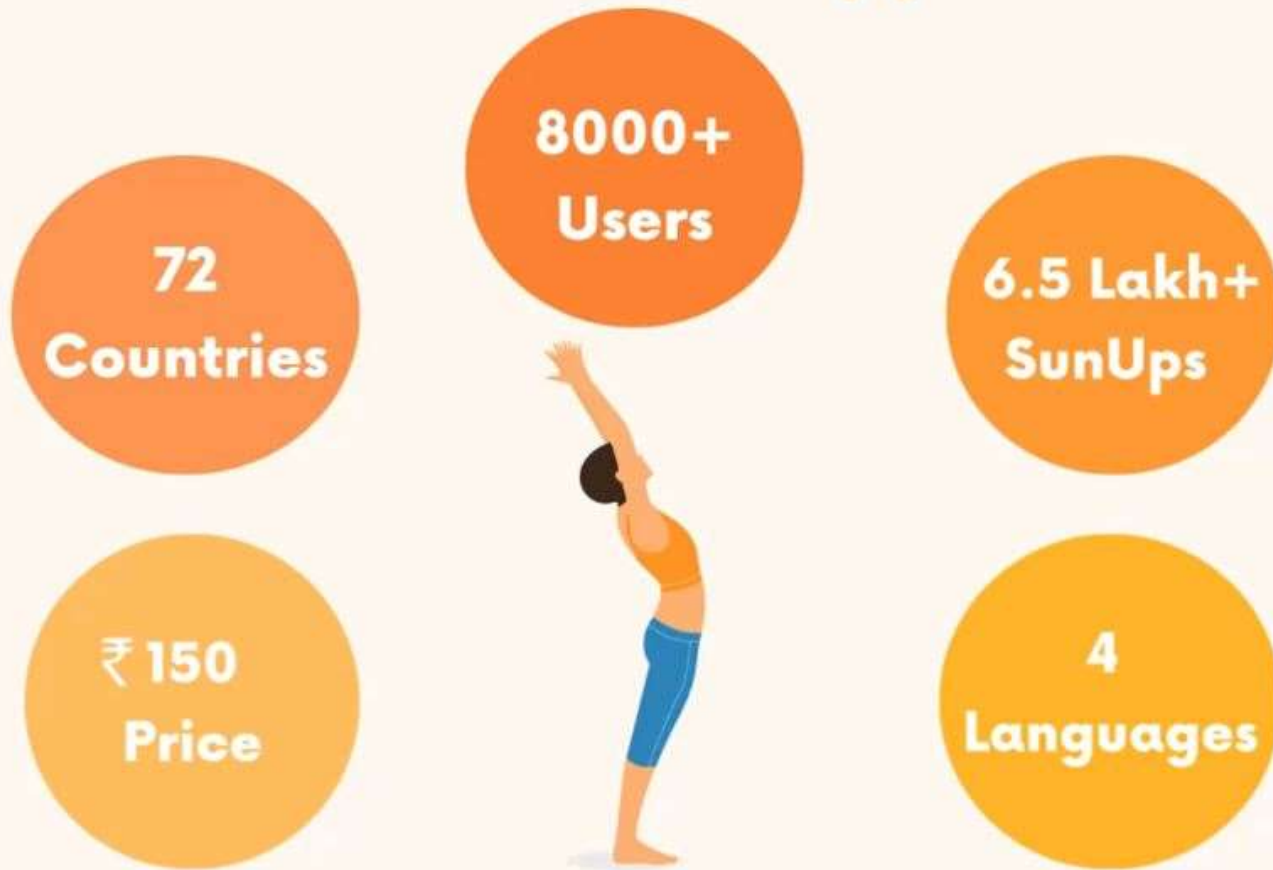 8000+
Users
72
Countries
6.5 Lakh+
SunUps
₹ 150
Price
4
Languages